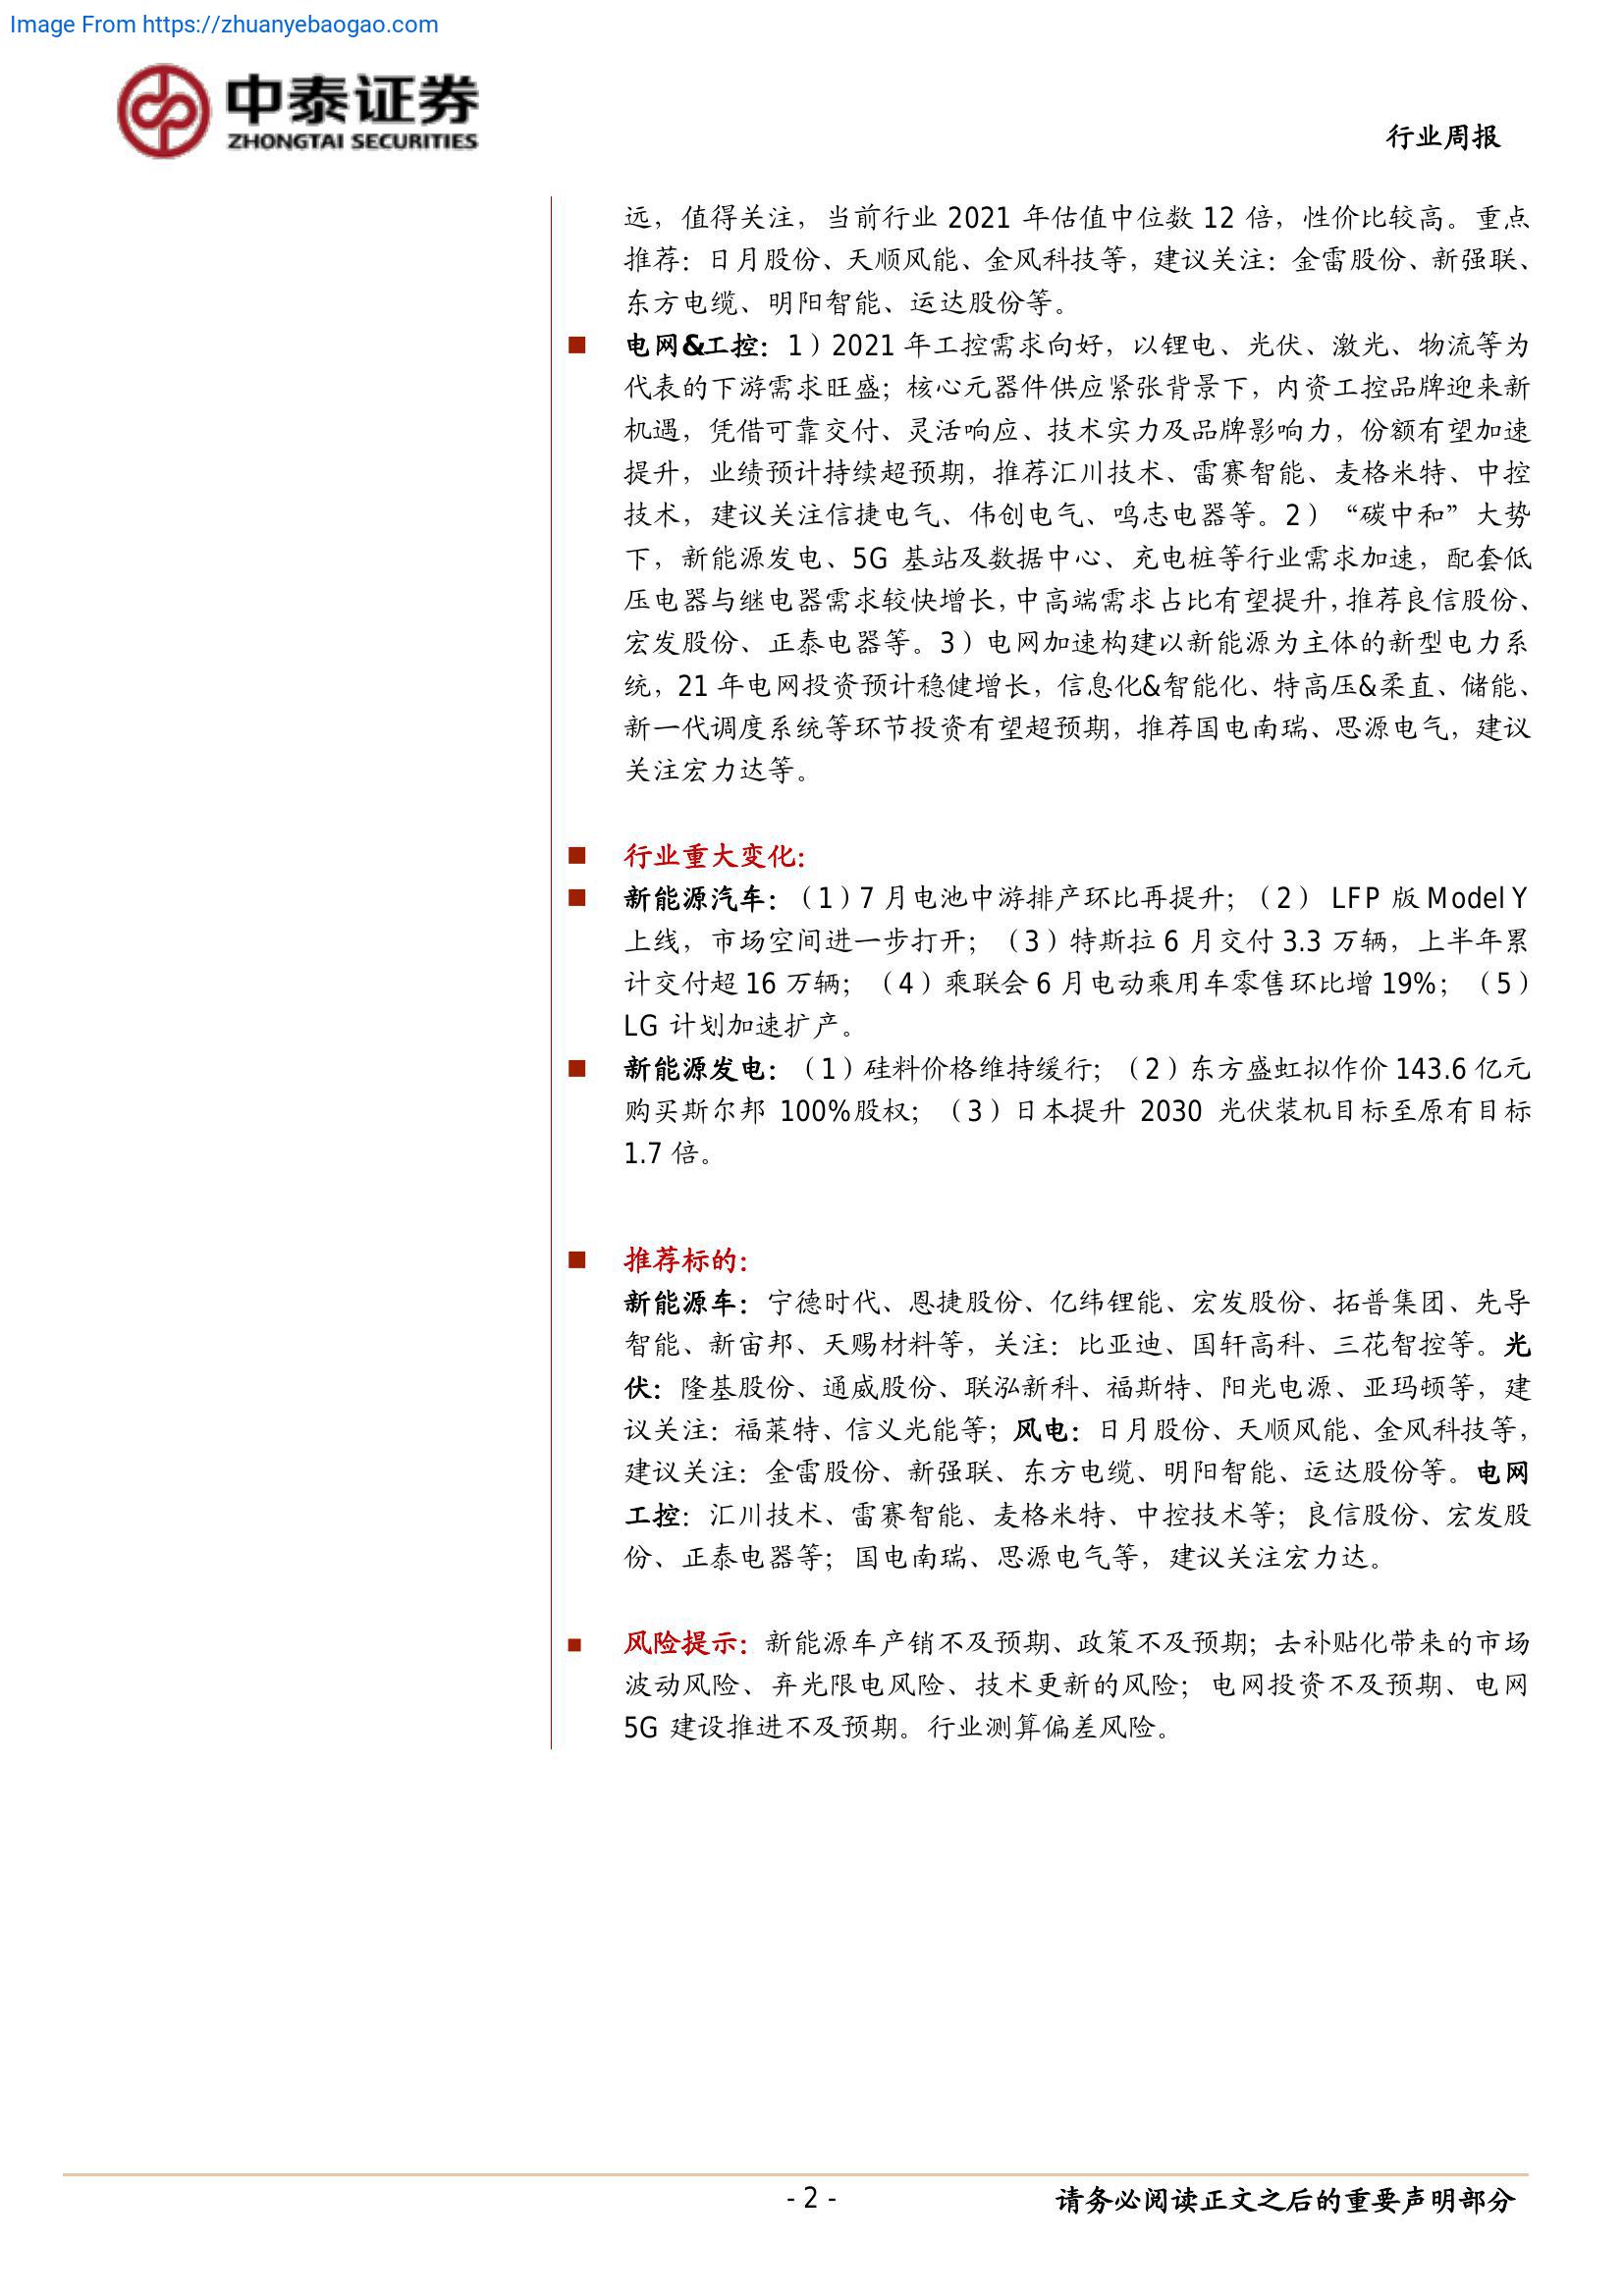 Image From https://zhuanyebaogao.com
中泰证券
ZHONGTAI SECURITIES
行业周报
远，值得关注，当前行业 2021 年估值中位数 12 倍，性价比较高。重点
推荐：日月股份、天顺风能、金风科技等，建议关注：金雷股份、新强联、
东方电缆、明阳智能、运达股份等。
■ 电网&工控：1）2021 年工控需求向好，以锂电、光伏、激光、物流等为
代表的下游需求旺盛；核心元器件供应紧张背景下，内资工控品牌迎来新
机遇，凭借可靠交付、灵活响应、技术实力及品牌影响力，份额有望加速
提升，业绩预计持续超预期，推荐汇川技术、雷赛智能、麦格米特、中控
技术，建议关注信捷电气、伟创电气、鸣志电器等。2）“碳中和”大势
下，新能源发电、5G 基站及数据中心、充电桩等行业需求加速，配套低
压电器与继电器需求较快增长，中高端需求占比有望提升，推荐良信股份、
宏发股份、正泰电器等。3）电网加速构建以新能源为主体的新型电力系
统，21 年电网投资预计稳健增长，信息化&智能化、特高压&柔直、储能、
新一代调度系统等环节投资有望超预期，推荐国电南瑞、思源电气，建议
关注宏力达等。
■ 行业重大变化：
■ 新能源汽车：（1）7 月电池中游排产环比再提升；（2） LFP 版 Model Y
上线，市场空间进一步打开；（3）特斯拉 6 月交付 3.3 万辆，上半年累
计交付超 16 万辆；（4）乘联会 6 月电动乘用车零售环比增 19%；（5）
LG 计划加速扩产。
■ 新能源发电：（1）硅料价格维持缓行；（2）东方盛虹拟作价 143.6 亿元
购买斯尔邦 100%股权；（3）日本提升 2030 光伏装机目标至原有目标
1.7 倍。
■ 推荐标的：
新能源车：宁德时代、恩捷股份、亿纬锂能、宏发股份、拓普集团、先导
智能、新宙邦、天赐材料等，关注：比亚迪、国轩高科、三花智控等。光
伏：隆基股份、通威股份、联泓新科、福斯特、阳光电源、亚玛顿等，建
议关注：福莱特、信义光能等；风电：日月股份、天顺风能、金风科技等，
建议关注：金雷股份、新强联、东方电缆、明阳智能、运达股份等。电网
工控：汇川技术、雷赛智能、麦格米特、中控技术等；良信股份、宏发股
份、正泰电器等；国电南瑞、思源电气等，建议关注宏力达。
■ 风险提示：新能源车产销不及预期、政策不及预期；去补贴化带来的市场
波动风险、弃光限电风险、技术更新的风险；电网投资不及预期、电网
5G 建设推进不及预期。行业测算偏差风险。
- 2 -
请务必阅读正文之后的重要声明部分